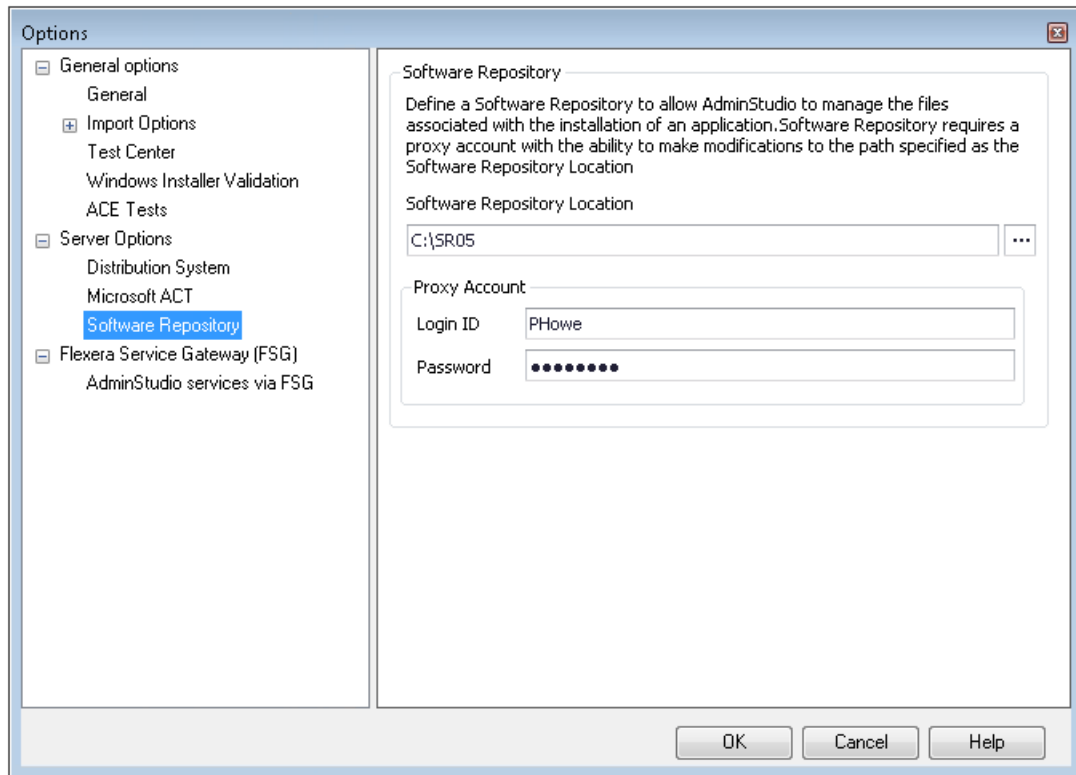 Options
General options
General
Import Options
Test Center
Windows Installer Validation
ACE Tests
Server Options
Distribution System
Microsoft ACT
Software Repository
Flexera Service Gateway (FSG)
AdminStudio services via FSG
Software Repository
Define a Software Repository to allow AdminStudio to manage the files
associated with the installation of an application.Software Repository requires a
proxy account with the ability to make modifications to the path specified as the
Software Repository Location
Software Repository Location
C:\SR05
...
Proxy Account
Login ID
PHowe
Password
●●●●●●●●
OK
Cancel
Help